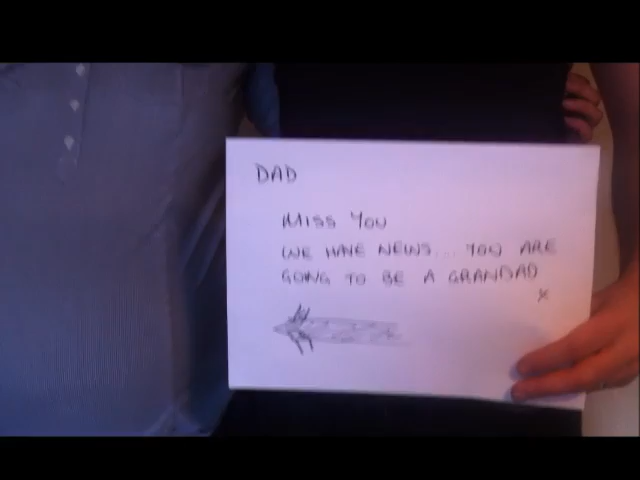 DAD
MISS YOU
WE HAVE NEWS... YOU ARE
GOING TO BE A GRANDAD
X